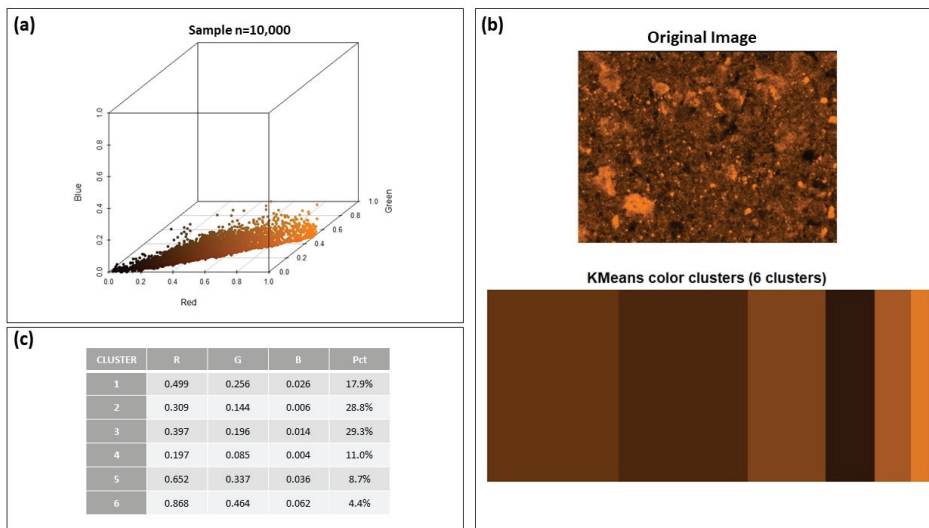 (a)
Sample n=10,000
Blue
1.0
0.8
0.6
0.4
0.2
0.0
0.0 0.2 0.4 0.6 0.8 1.0
Red
0.0
0.2
0.4
0.6
0.8
1.0
Green
(b)
Original Image
KMeans color clusters (6 clusters)
(c)
CLUSTER R G B Pct
1 0.499 0.256 0.026 17.9%
2 0.309 0.144 0.006 28.8%
3 0.397 0.196 0.014 29.3%
4 0.197 0.085 0.004 11.0%
5 0.652 0.337 0.036 8.7%
6 0.868 0.464 0.062 4.4%